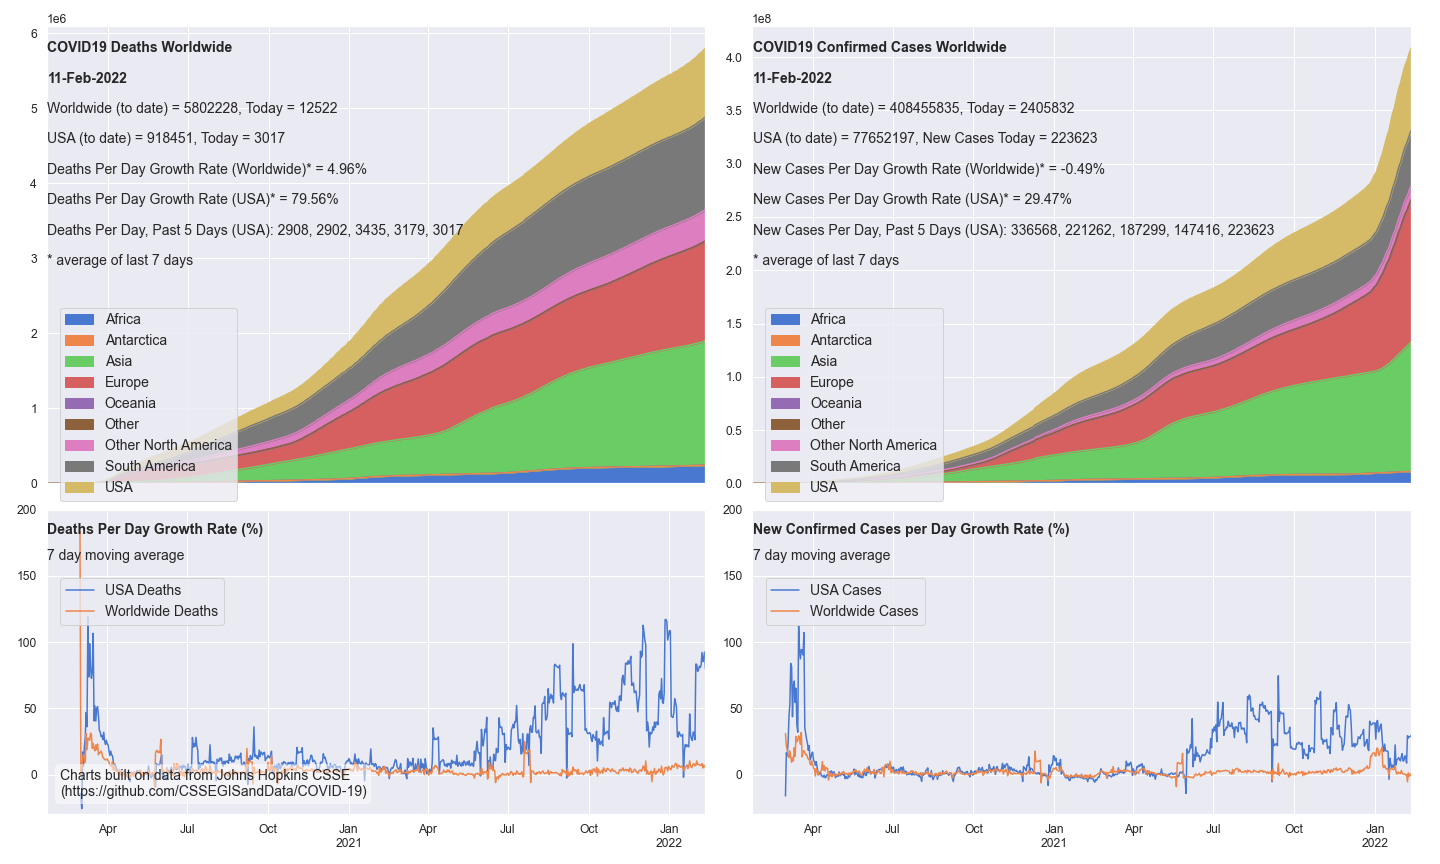 1e6
COVID19 Deaths Worldwide
11-Feb-2022
Worldwide (to date) = 5802228, Today = 12522
USA (to date) = 918451, Today = 3017
Deaths Per Day Growth Rate (Worldwide)* = 4.96%
Deaths Per Day Growth Rate (USA)* = 79.56%
Deaths Per Day, Past 5 Days (USA): 2908, 2902, 3435, 3179, 3017
* average of last 7 days
6
5
4
3
2
1
0
Africa
Antarctica
Asia
Europe
Oceania
Other
Other North America
South America
USA
1e8
COVID19 Confirmed Cases Worldwide
11-Feb-2022
Worldwide (to date) = 408455835, Today = 2405832
USA (to date) = 77652197, New Cases Today = 223623
New Cases Per Day Growth Rate (Worldwide)* = -0.49%
New Cases Per Day Growth Rate (USA)* = 29.47%
New Cases Per Day, Past 5 Days (USA): 336568, 221262, 187299, 147416, 223623
* average of last 7 days
4.0
3.5
3.0
2.5
2.0
1.5
1.0
0.5
0.0
Africa
Antarctica
Asia
Europe
Oceania
Other
Other North America
South America
USA
Deaths Per Day Growth Rate (%)
7 day moving average
USA Deaths
Worldwide Deaths
200
150
100
50
0
Charts built on data from Johns Hopkins CSSE
(https://github.com/CSSEGISandData/COVID-19)
Apr Jul Oct Jan Apr Jul Oct Jan
2021 2022
New Confirmed Cases per Day Growth Rate (%)
7 day moving average
USA Cases
Worldwide Cases
200
150
100
50
0
Apr Jul Oct Jan Apr Jul Oct Jan
2021 2022